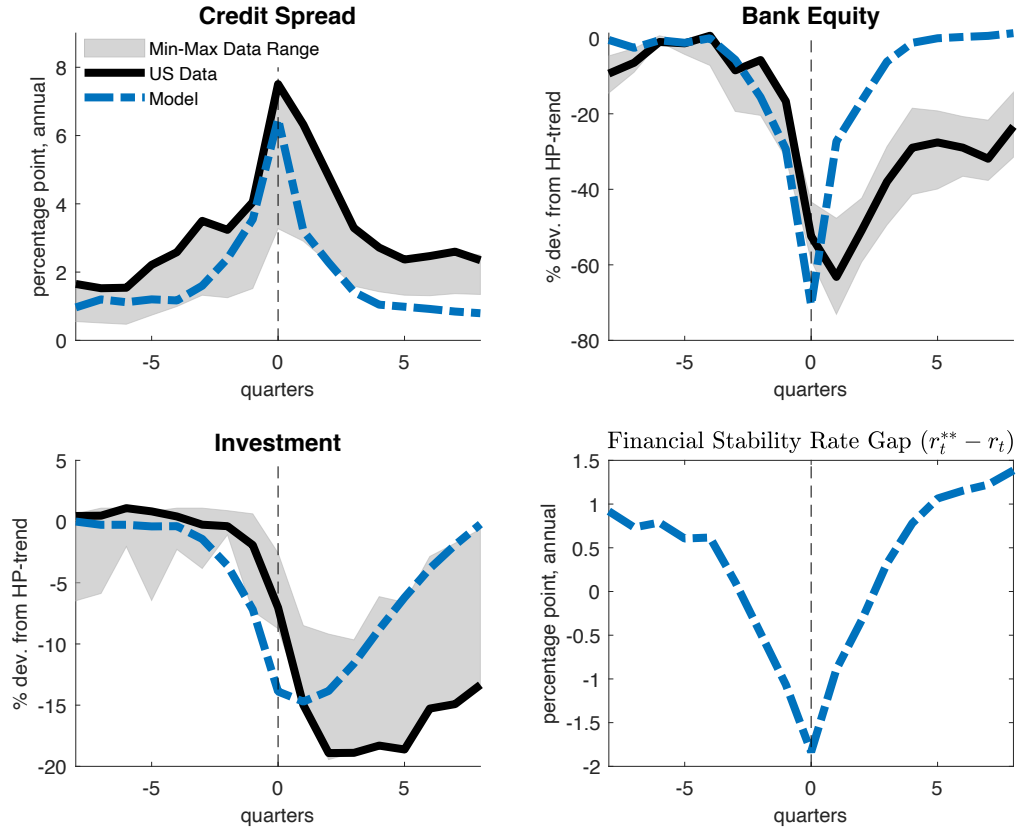 Credit Spread
Min-Max Data Range
US Data
Model
percentage point, annual
8
6
4
2
0
-5
0
5
quarters
Bank Equity
% dev. from HP-trend
0
-20
-40
-60
-80
-5
0
5
quarters
Investment
% dev. from HP-trend
5
0
-5
-10
-15
-20
-5
0
5
quarters
Financial Stability Rate Gap (r_t^{**} − r_t)
percentage point, annual
1.5
1
0.5
0
-0.5
-1
-1.5
-2
-5
0
5
quarters